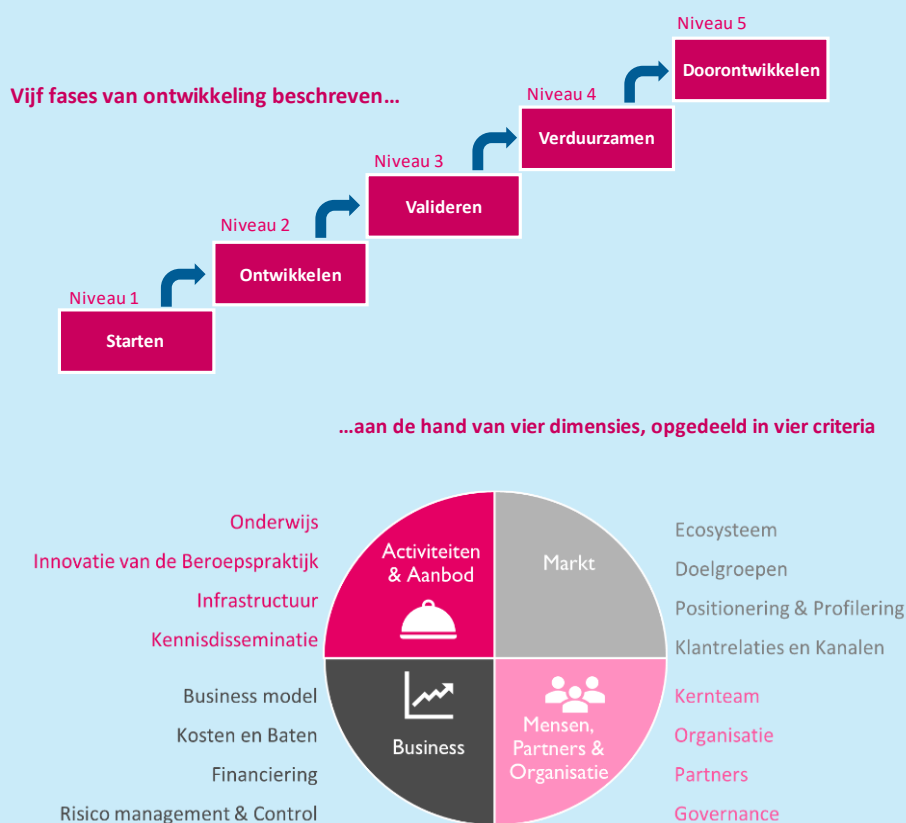 Niveau 5
Doorontwikkelen
Vijf fases van ontwikkeling beschreven...
Niveau 4
Verduurzamen
Niveau 3
Valideren
Niveau 2
Ontwikkelen
Niveau 1
Starten
...aan de hand van vier dimensies, opgedeeld in vier criteria
Onderwijs
Innovatie van de Beroepspraktijk
Infrastructuur
Kennisdisseminatie
Activiteiten
& Aanbod
Markt
Ecosysteem
Doelgroepen
Positionering & Profilering
Klantrelaties en Kanalen
Business model
Kosten en Baten
Financiering
Risico management & Control
Business
Mensen,
Partners &
Organisatie
Kernteam
Organisatie
Partners
Governance